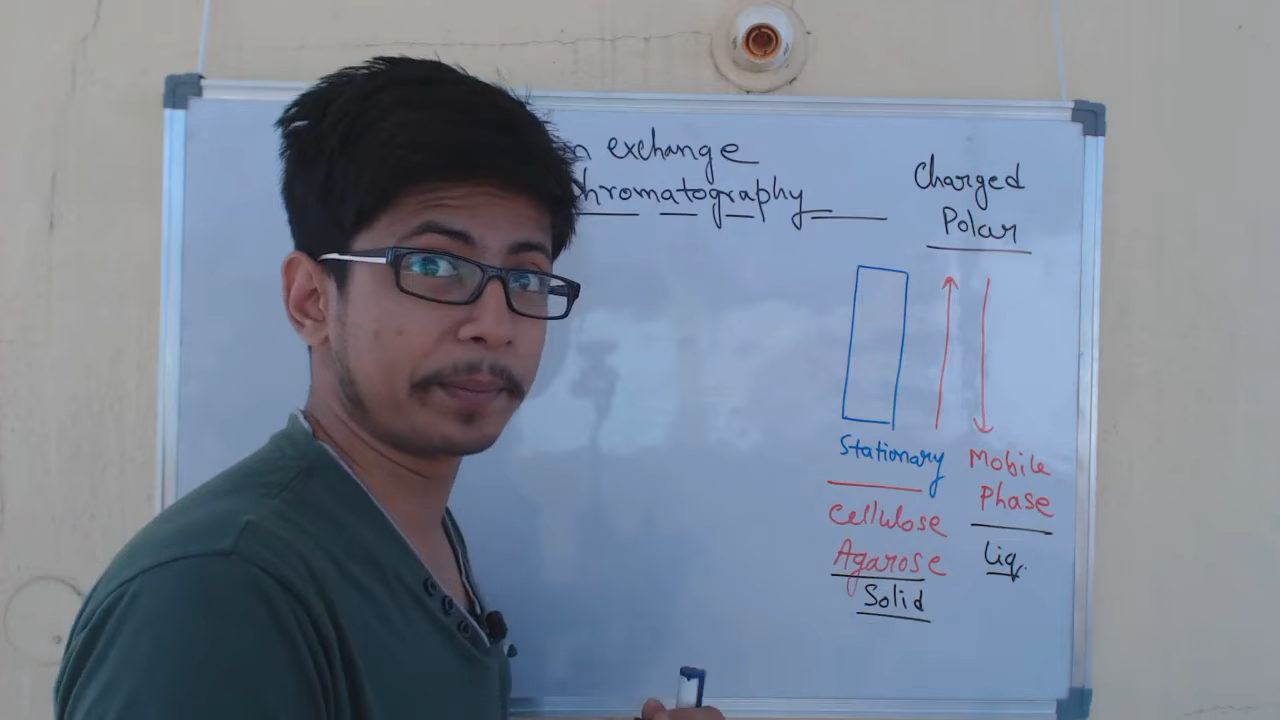 n exchange
hromatography
Charged
Polar
Stationary
Cellulose
Agarose
Solid
Mobile
Phase
Liq.